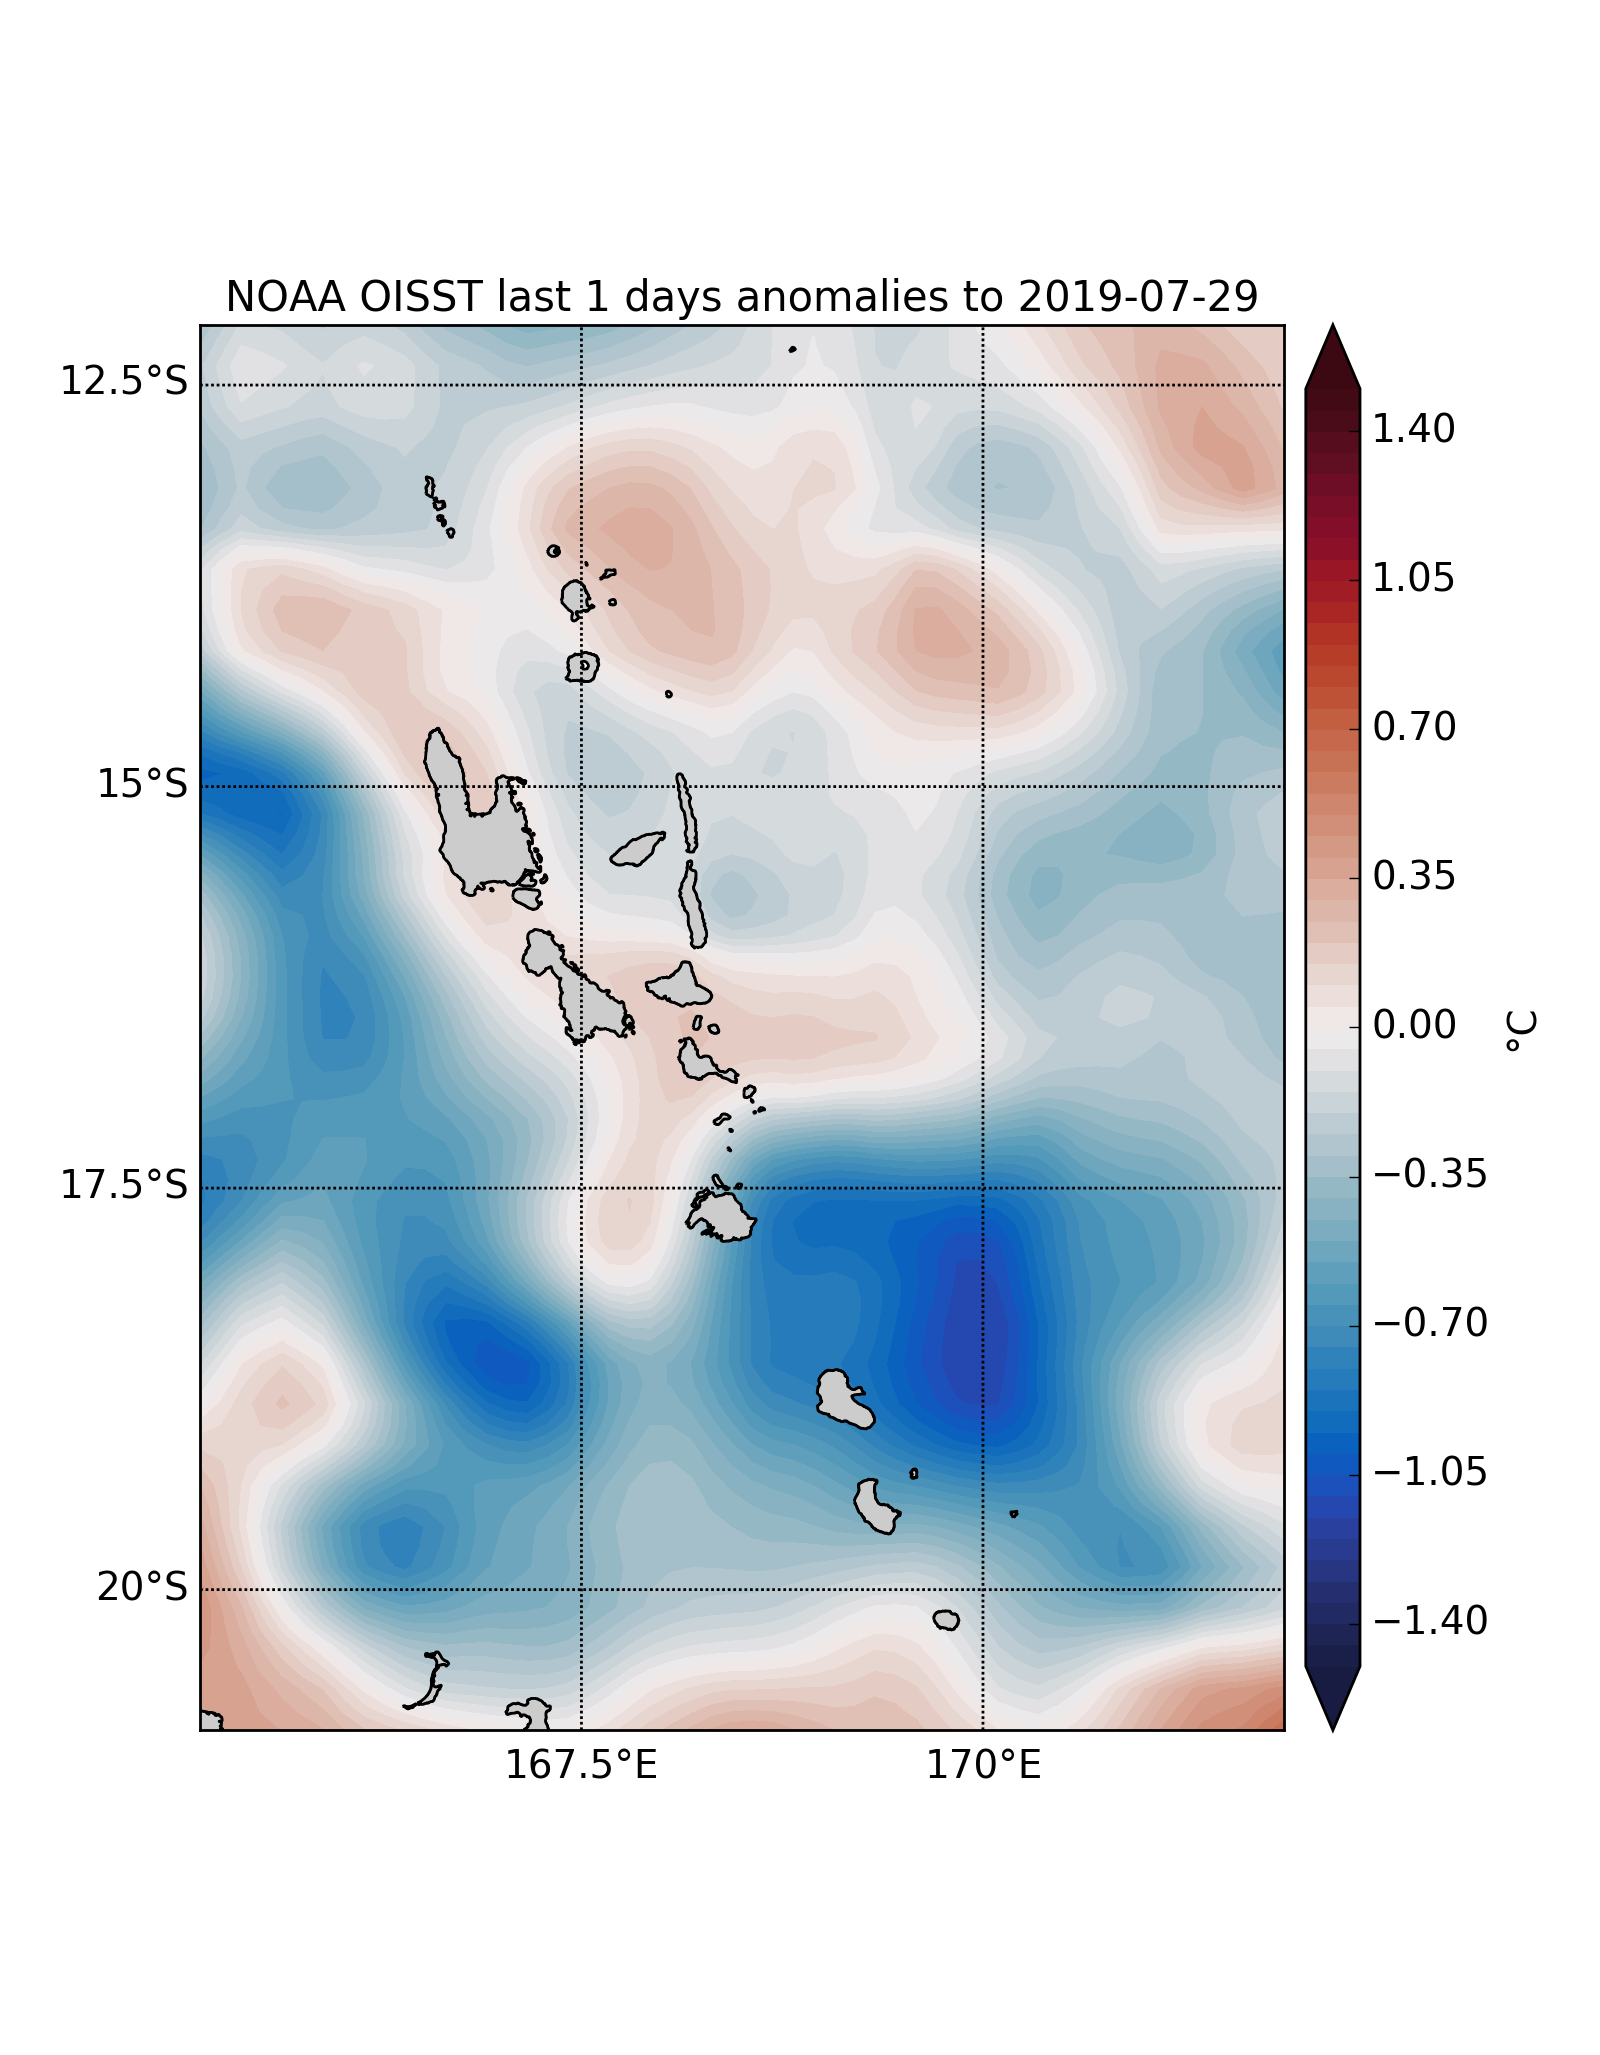 NOAA OISST last 1 days anomalies to 2019-07-29
12.5°S
15°S
17.5°S
20°S
167.5°E
170°E
1.40
1.05
0.70
0.35
0.00
−0.35
−0.70
−1.05
−1.40
°C